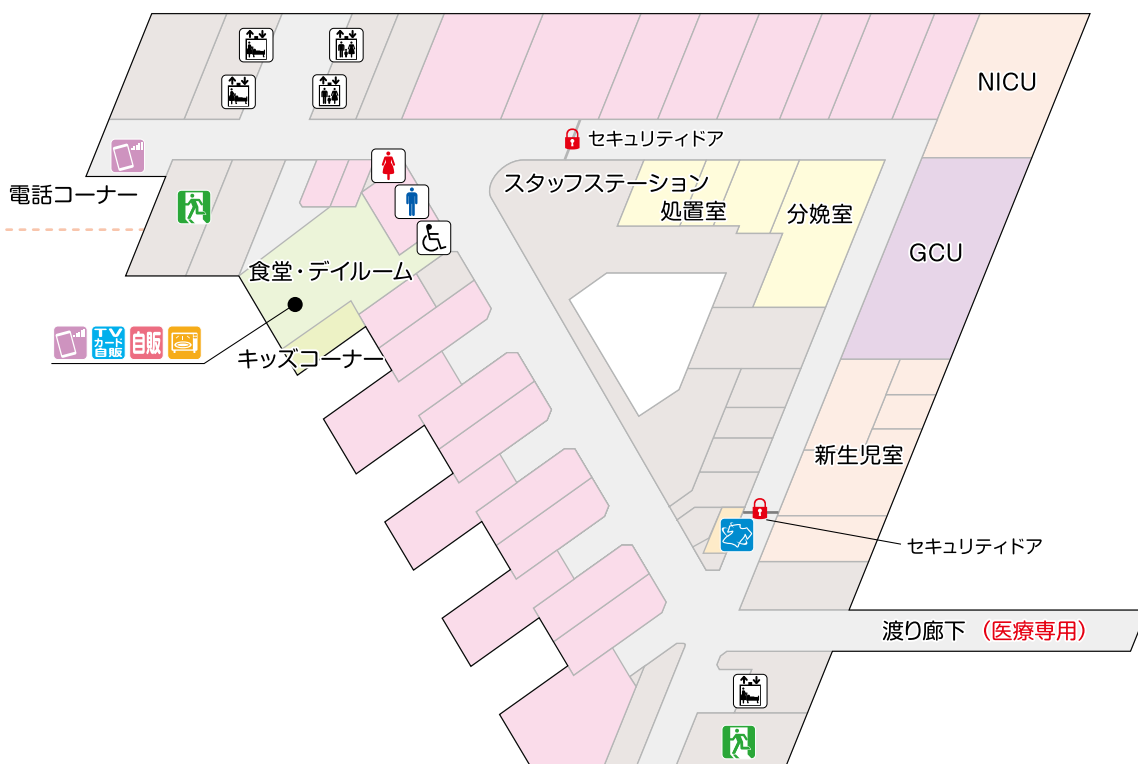 NICU
セキュリティドア
電話コーナー
スタッフステーション
処置室
分娩室
GCU
食堂・デイルーム
TV
カード
自販
自販
キッズコーナー
新生児室
セキュリティドア
渡り廊下（医療専用）